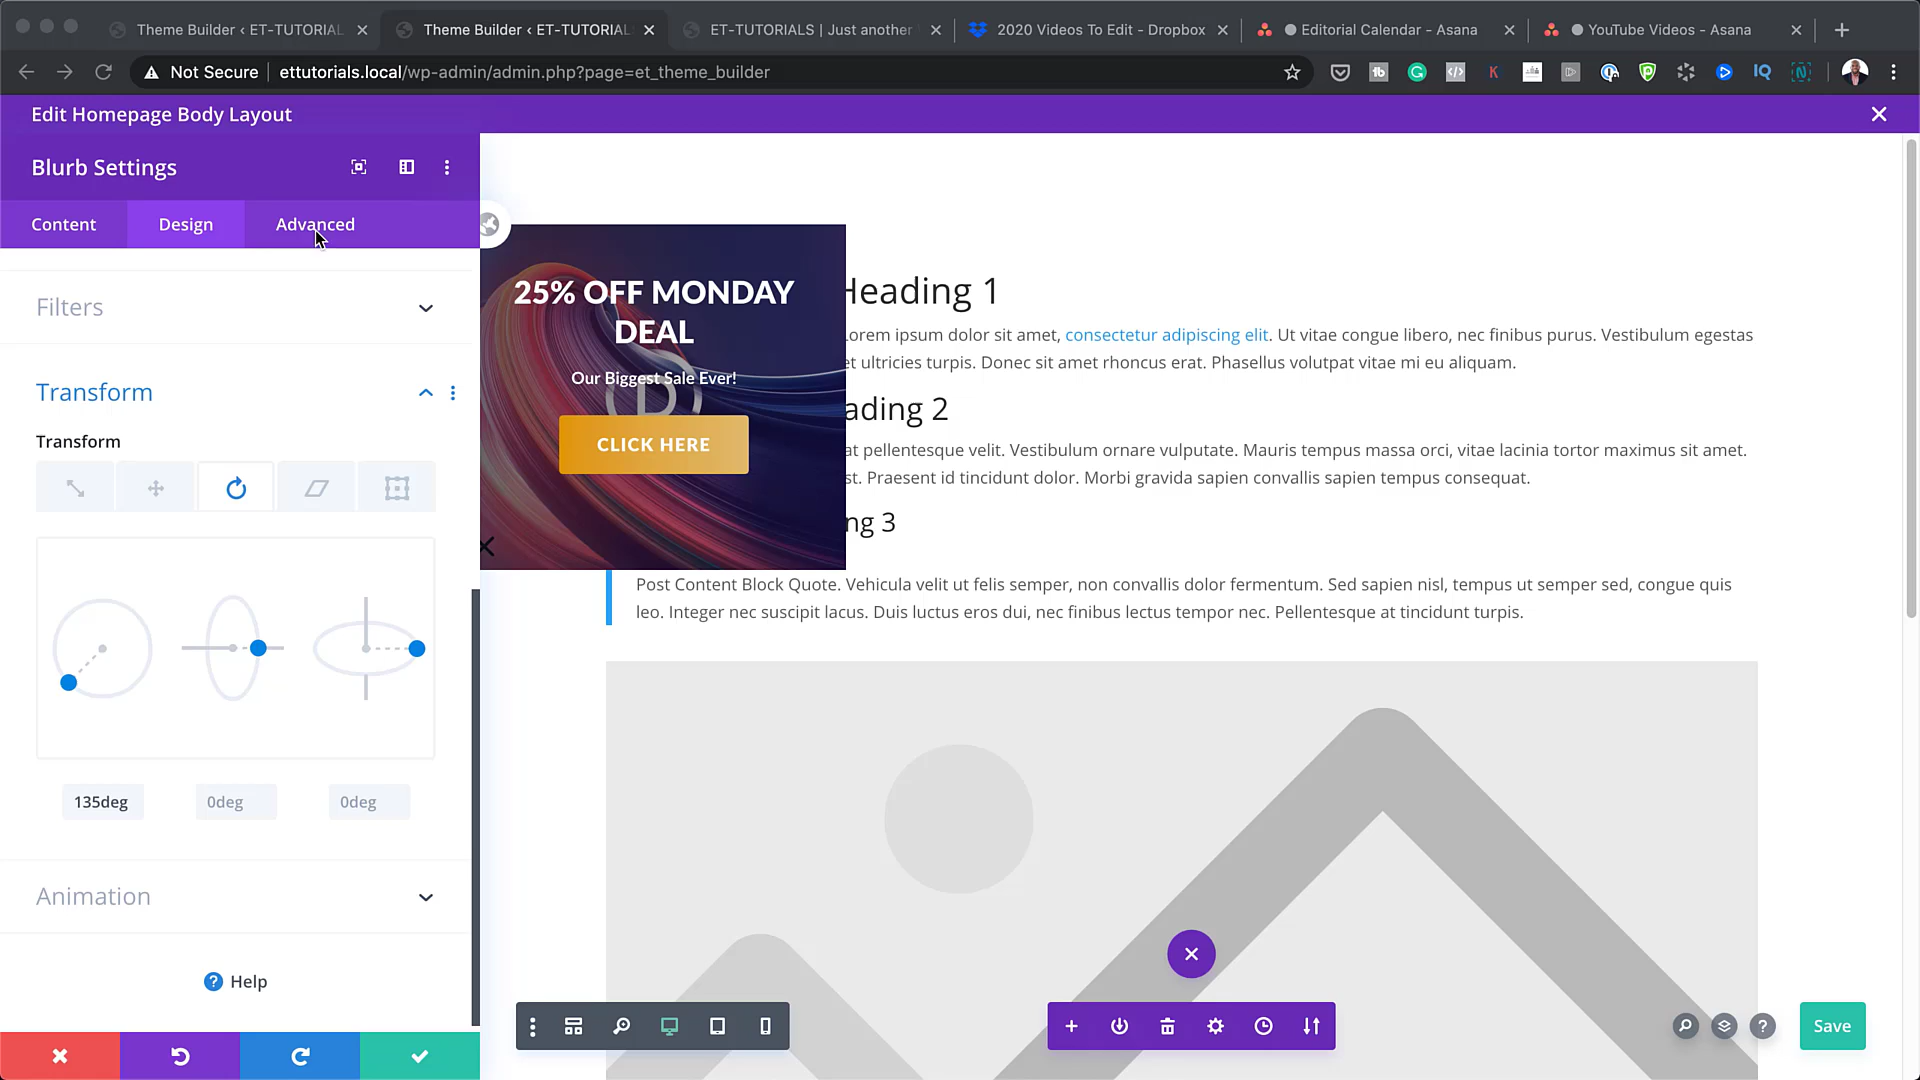 Theme Builder ‹ ET-TUTORIAL
Theme Builder ‹ ET-TUTORIAL
ET-TUTORIALS | Just another
2020 Videos To Edit - Dropbox
Editorial Calendar - Asana
YouTube Videos - Asana
Not Secure
ettutorials.local/wp-admin/admin.php?page=et_theme_builder
Edit Homepage Body Layout
Blurb Settings
Content
Design
Advanced
Filters
Transform
Transform
135deg
0deg
0deg
Animation
Help
25% OFF MONDAY
DEAL
Our Biggest Sale Ever!
CLICK HERE
Heading 1
Lorem ipsum dolor sit amet, consectetur adipiscing elit. Ut vitae congue libero, nec finibus purus. Vestibulum egestas
et ultricies turpis. Donec sit amet rhoncus erat. Phasellus volutpat vitae mi eu aliquam.
ading 2
at pellentesque velit. Vestibulum ornare vulputate. Mauris tempus massa orci, vitae lacinia tortor maximus sit amet.
st. Praesent id tincidunt dolor. Morbi gravida sapien convallis sapien tempus consequat.
ng 3
Post Content Block Quote. Vehicula velit ut felis semper, non convallis dolor fermentum. Sed sapien nisl, tempus ut semper sed, congue quis
leo. Integer nec suscipit lacus. Duis luctus eros dui, nec finibus lectus tempor nec. Pellentesque at tincidunt turpis.
Save